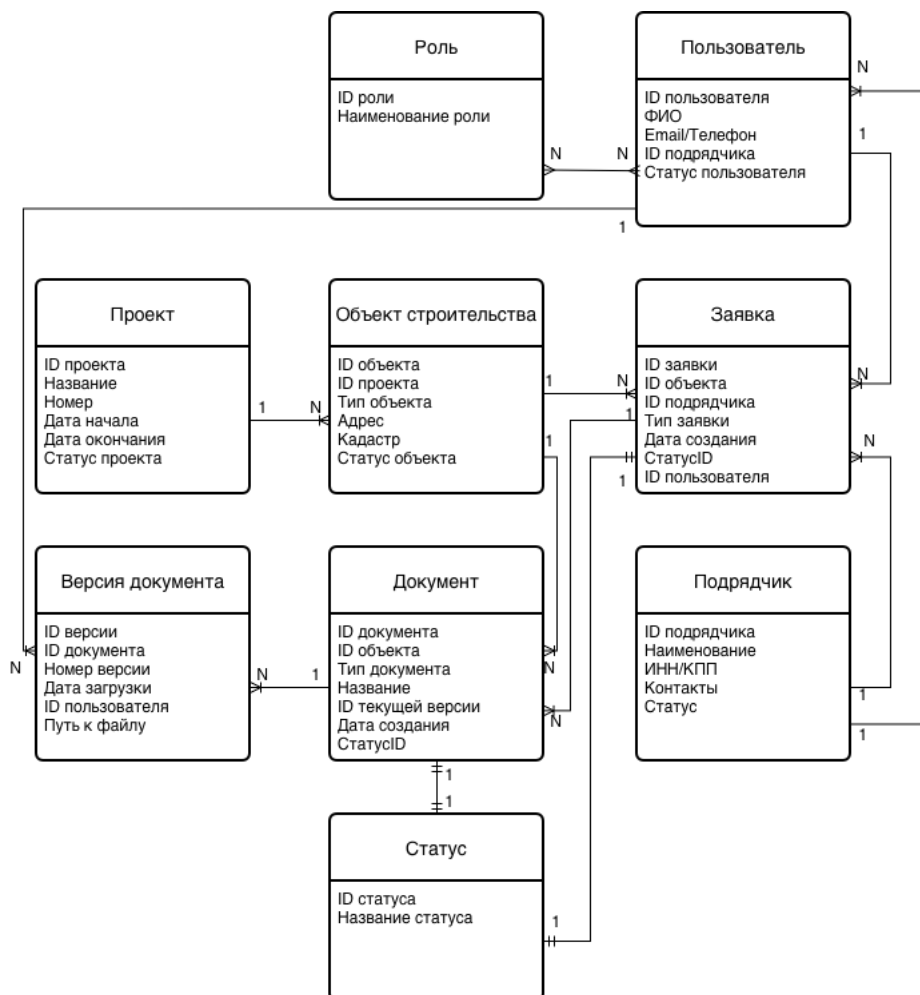 Роль
ID роли
Наименование роли
Пользователь
ID пользователя
ФИО
Email/Телефон
ID подрядчика
Статус пользователя
N
1
N
N
1
Проект
ID проекта
Название
Номер
Дата начала
Дата окончания
Статус проекта
1
N
Объект строительства
ID объекта
ID проекта
Тип объекта
Адрес
Кадастр
Статус объекта
1
N
1
1
1
Заявка
ID заявки
ID объекта
ID подрядчика
Тип заявки
Дата создания
СтатусID
ID пользователя
N
N
Версия документа
ID версии
ID документа
Номер версии
Дата загрузки
ID пользователя
Путь к файлу
N
N
1
Документ
ID документа
ID объекта
Тип документа
Название
ID текущей версии
Дата создания
СтатусID
N
N
Подрядчик
ID подрядчика
Наименование
ИНН/КПП
Контакты
Статус
1
1
1
1
Статус
ID статуса
Название статуса
1